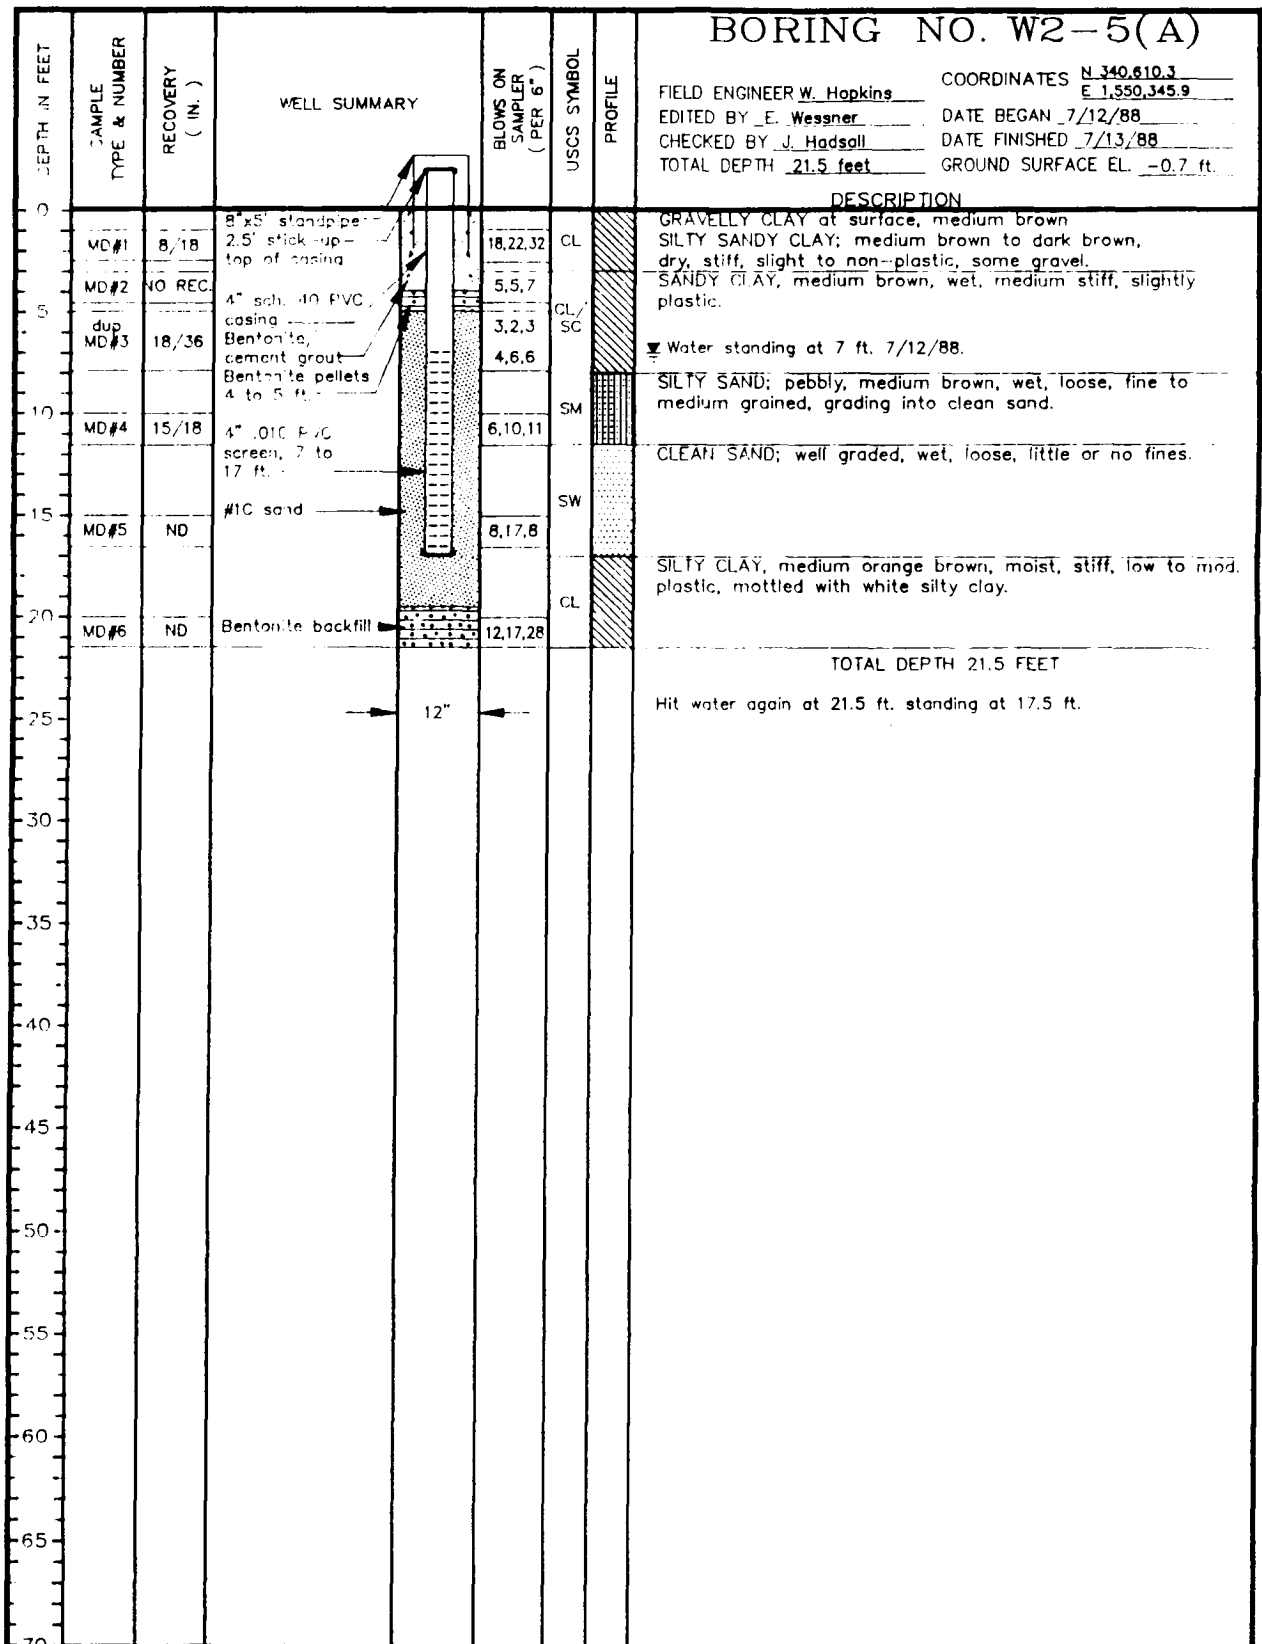 BORING NO. W2-5(A)
FIELD ENGINEER W. Hopkins
EDITED BY E. Wessner
CHECKED BY J. Hadsall
TOTAL DEPTH 21.5 feet
COORDINATES N 340,610.3
E 1,550,345.9
DATE BEGAN 7/12/88
DATE FINISHED 7/13/88
GROUND SURFACE EL. -0.7 ft.
DEPTH IN FEET
SAMPLE
TYPE & NUMBER
RECOVERY
( IN. )
WELL SUMMARY
BLOWS ON
SAMPLER
( PER 6" )
USCS SYMBOL
PROFILE
DESCRIPTION
0
5
10
15
20
25
30
35
40
45
50
55
60
65
70
MD#1 8/18
MD#2 NO REC.
dup
MD#3 18/36
MD#4 15/18
MD#5 ND
MD#6 ND
8"x5' standpipe
2.5' stick-up
top of casing
4" sch. 40 PVC
casing
Bentonite,
cement grout
Bentonite pellets
4 to 5 ft.
4" .010 PVC
screen, 7 to
17 ft.
#1C sand
Bentonite backfill
12"
18,22,32
5,5,7
3,2,3
4,6,6
6,10,11
8,17,8
12,17,28
CL
CL/
SC
SM
SW
CL
GRAVELLY CLAY at surface, medium brown
SILTY SANDY CLAY; medium brown to dark brown,
dry, stiff, slight to non-plastic, some gravel.
SANDY CLAY, medium brown, wet, medium stiff, slightly
plastic.
Water standing at 7 ft. 7/12/88.
SILTY SAND; pebbly, medium brown, wet, loose, fine to
medium grained, grading into clean sand.
CLEAN SAND; well graded, wet, loose, little or no fines.
SILTY CLAY, medium orange brown, moist, stiff, low to mod.
plastic, mottled with white silty clay.
TOTAL DEPTH 21.5 FEET
Hit water again at 21.5 ft. standing at 17.5 ft.